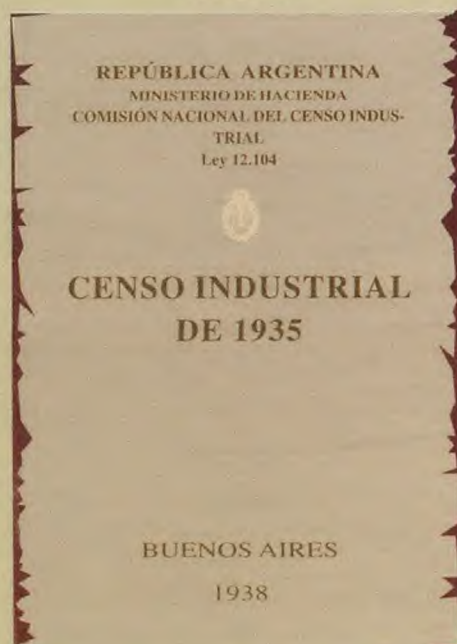 REPÚBLICA ARGENTINA
MINISTERIO DE HACIENDA
COMISIÓN NACIONAL DEL CENSO INDUS-
TRIAL
Ley 12.104
CENSO INDUSTRIAL
DE 1935
BUENOS AIRES
1938